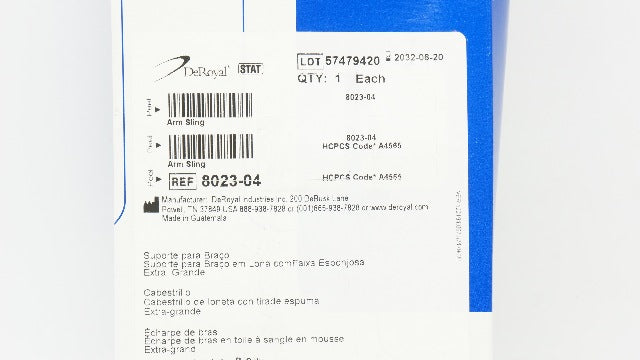 DeRoyal STAT
LOT 57479420 2032-08-20
QTY: 1 Each
8023-04
Arm Sling
8023-04
HCPCS Code* A4565
Arm Sling
REF 8023-04
HCPCS Code* A4565
Manufacturer: DeRoyal Industries Inc. 200 DeBusk Lane
Powell, TN 37849 USA 888-938-7828 or (001)865-938-7828 or www.deroyal.com
Made in Guatemala
Suporte para Braço
Suporte para Braço em Lona com Faixa Esponjosa
Extra Grande
Cabestrillo
Cabestrillo de loneta con tirade espuma
Extra-grande
Écharpe de bras
Écharpe de bras en toile à sangle en mousse
Extra-grand